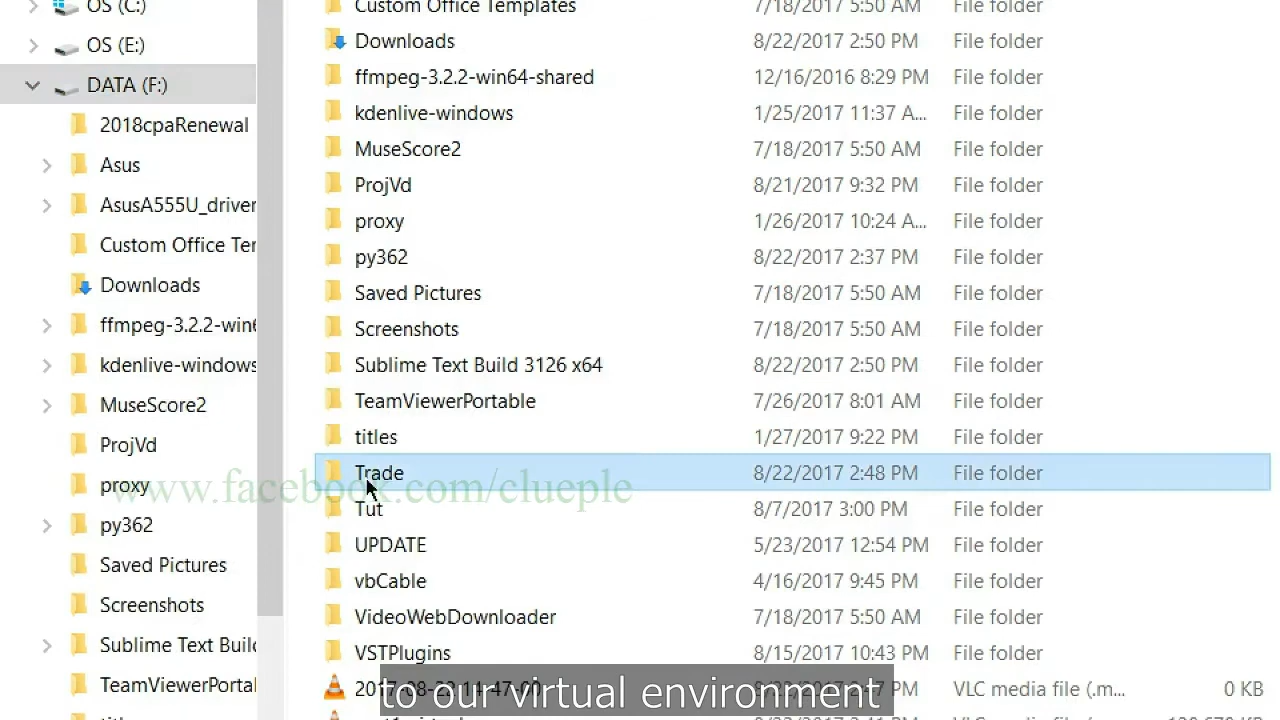 OS (C:)
OS (E:)
DATA (F:)
2018cpaRenewal
Asus
AsusA555U_driver
Custom Office Ter
Downloads
ffmpeg-3.2.2-win6
kdenlive-windows
MuseScore2
ProjVd
proxy
py362
Saved Pictures
Screenshots
Sublime Text Build
TeamViewerPortal
Custom Office Templates 7/18/2017 5:50 AM File folder
Downloads 8/22/2017 2:50 PM File folder
ffmpeg-3.2.2-win64-shared 12/16/2016 8:29 PM File folder
kdenlive-windows 1/25/2017 11:37 A... File folder
MuseScore2 7/18/2017 5:50 AM File folder
ProjVd 8/21/2017 9:32 PM File folder
proxy 1/26/2017 10:24 A... File folder
py362 8/22/2017 2:37 PM File folder
Saved Pictures 7/18/2017 5:50 AM File folder
Screenshots 7/18/2017 5:50 AM File folder
Sublime Text Build 3126 x64 8/22/2017 2:50 PM File folder
TeamViewerPortable 7/26/2017 8:01 AM File folder
titles 1/27/2017 9:22 PM File folder
Trade 8/22/2017 2:48 PM File folder
www.facebook.com/clueple
Tut 8/7/2017 3:00 PM File folder
UPDATE 5/23/2017 12:54 PM File folder
vbCable 4/16/2017 9:45 PM File folder
VideoWebDownloader 7/18/2017 5:50 AM File folder
VSTPlugins 8/15/2017 10:43 PM File folder
VLC media file (.m... 0 KB
to our virtual environment